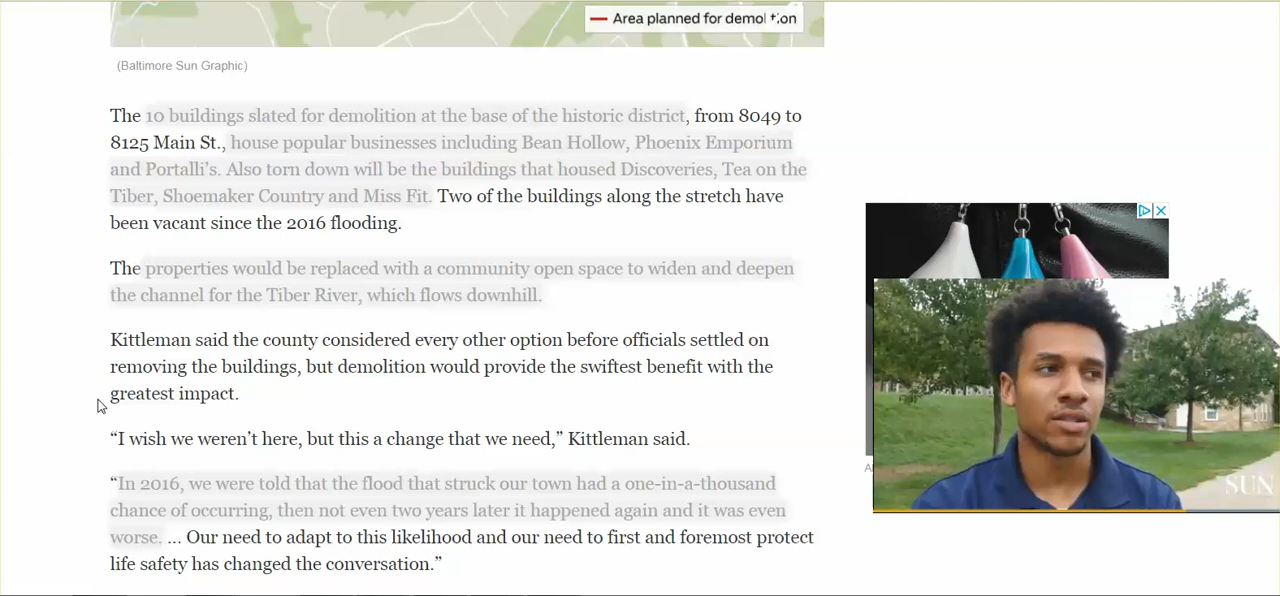 Area planned for demol
(Baltimore Sun Graphic)
The 10 buildings slated for demolition at the base of the historic district, from 8049 to
8125 Main St., house popular businesses including Bean Hollow, Phoenix Emporium
and Portalli’s. Also torn down will be the buildings that housed Discoveries, Tea on the
Tiber, Shoemaker Country and Miss Fit. Two of the buildings along the stretch have
been vacant since the 2016 flooding.
The properties would be replaced with a community open space to widen and deepen
the channel for the Tiber River, which flows downhill.
Kittleman said the county considered every other option before officials settled on
removing the buildings, but demolition would provide the swiftest benefit with the
greatest impact.
“I wish we weren’t here, but this a change that we need,” Kittleman said.
“In 2016, we were told that the flood that struck our town had a one-in-a-thousand
chance of occurring, then not even two years later it happened again and it was even
worse. ... Our need to adapt to this likelihood and our need to first and foremost protect
life safety has changed the conversation.”
SUN